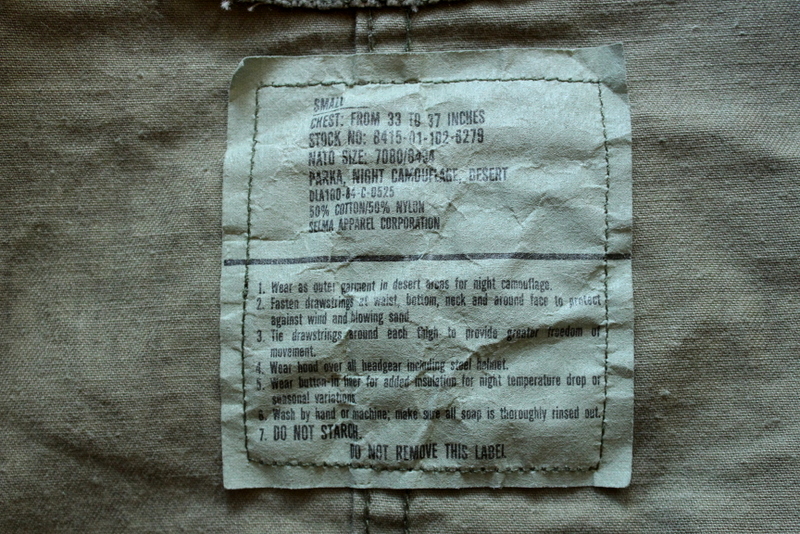 SMALL
CHEST: FROM 33 TO 37 INCHES
STOCK NO: 8415-01-102-6279
NATO SIZE: 7080/8494
PARKA, NIGHT CAMOUFLAGE, DESERT
DLA100-84-C-0525
50% COTTON/50% NYLON
SELMA APPAREL CORPORATION
1. Wear as outer garment in desert areas for night camouflage.
2. Fasten drawstrings at waist, bottom, neck and around face to protect
against wind and blowing sand.
3. Tie drawstrings around each thigh to provide greater freedom of
movement.
4. Wear hood over all headgear including steel helmet.
5. Wear button-in liner for added insulation for night temperature drop or
seasonal variations.
6. Wash by hand or machine; make sure all soap is thoroughly rinsed out.
7. DO NOT STARCH.
DO NOT REMOVE THIS LABEL